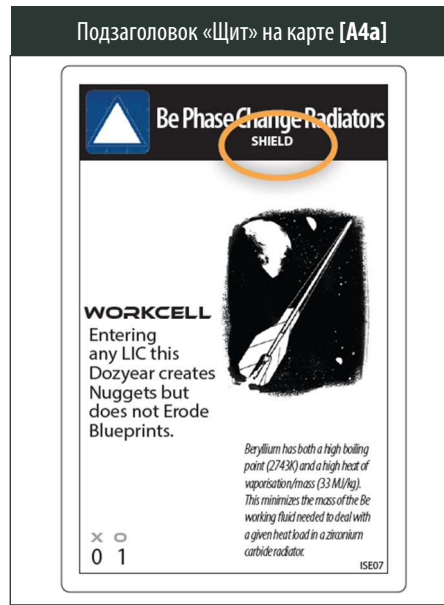 Подзаголовок «Щит» на карте [A4a]
Be Phase Change Radiators
SHIELD
WORKCELL
Entering
any LIC this
Dozyear creates
Nuggets but
does not Erode
Blueprints.
Beryllium has both a high boiling
point (2743K) and a high heat of
vaporisation/mass (33 MJ/kg).
This minimizes the mass of the Be
working fluid needed to deal with
a given heat load in a zirconium
carbide radiator.
X O
0 1
ISE07